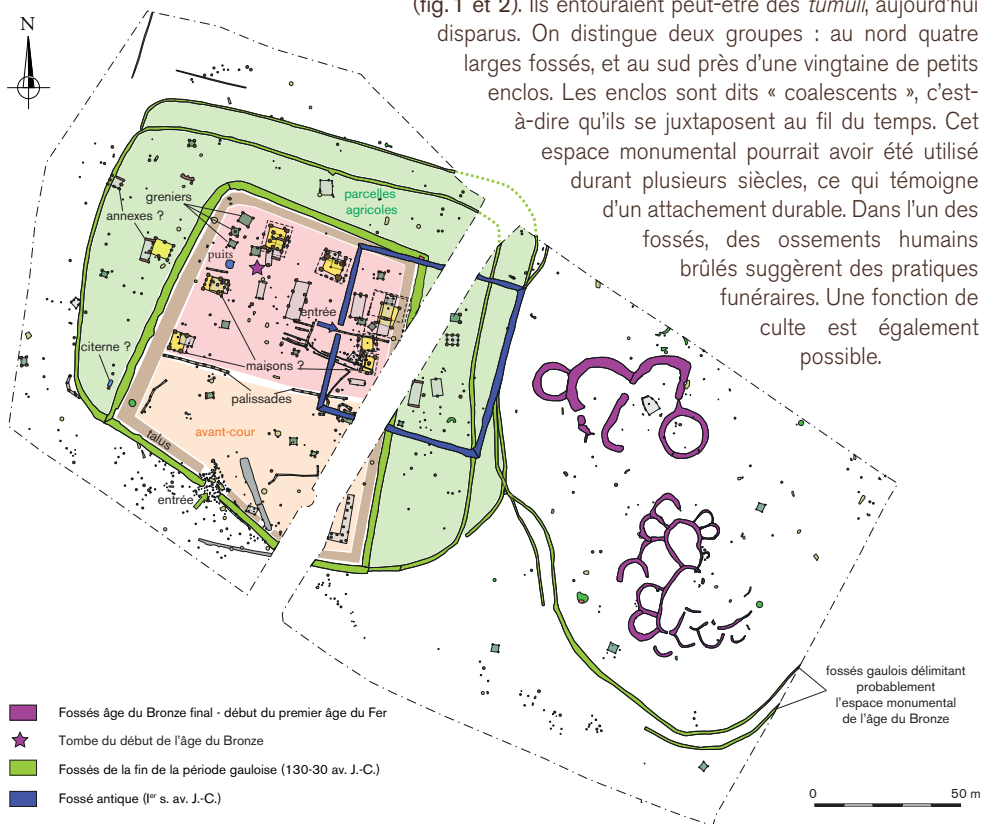 (fig. 1 et 2). Ils entouraient peut-être des tumuli, aujourd'hui
disparus. On distingue deux groupes : au nord quatre
larges fossés, et au sud près d'une vingtaine de petits
enclos. Les enclos sont dits « coalescents », c'est-
à-dire qu'ils se juxtaposent au fil du temps. Cet
espace monumental pourrait avoir été utilisé
durant plusieurs siècles, ce qui témoigne
d'un attachement durable. Dans l'un des
fossés, des ossements humains
brûlés suggèrent des pratiques
funéraires. Une fonction de
culte est également
possible.
N
parcelles
agricoles
greniers
annexes ?
puits
entrée
citerne ?
maisons ?
palissades
avant-cour
talus
entrée
fossés gaulois délimitant
probablement
l'espace monumental
de l'âge du Bronze
Fossés âge du Bronze final - début du premier âge du Fer
Tombe du début de l'âge du Bronze
Fossés de la fin de la période gauloise (130-30 av. J.-C.)
Fossé antique (Ier s. av. J.-C.)
0 50 m